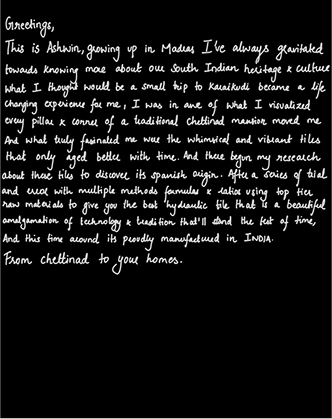 Greetings,
This is Ashwin, growing up in Madras I've always gravitated
towards knowing more about our South Indian heritage & culture
what I thought would be a small trip to Karaikudi became a life
changing experience for me, I was in awe of what I visualized
every pillar & corner of a traditional chettinad mansion moved me
And what truly fasinated me were the whimsical and vibrant tiles
that only aged better with time. And there begun my research
about these tiles to discover its spanish origin. After a series of trial
and error with multiple methods formulas & ratios using top tier
raw materials to give you the best hydraulic tile that is a beautiful
amalgamation of technology & tradition that'll stand the test of time,
And this time around its proudly manufactured in INDIA.
From chettinad to your homes.